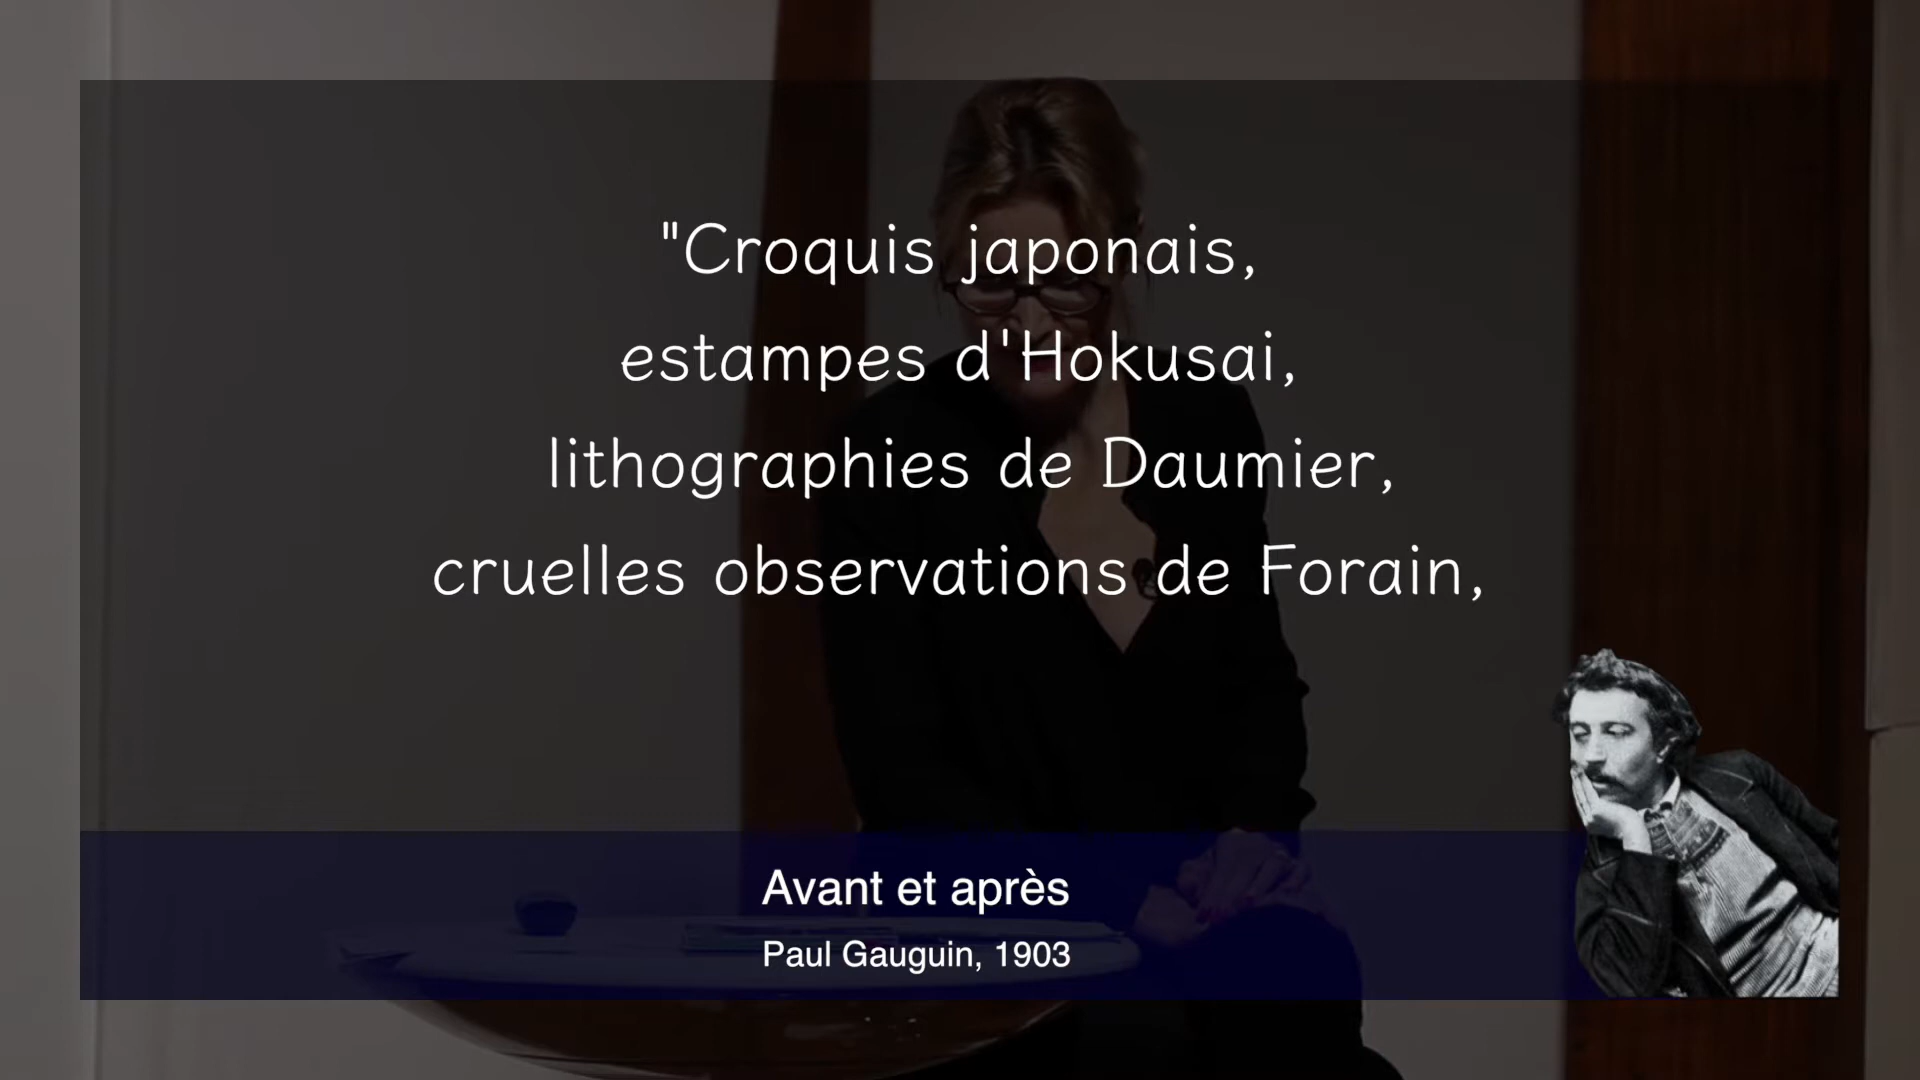 "Croquis japonais,
estampes d'Hokusai,
lithographies de Daumier,
cruelles observations de Forain,
Avant et après
Paul Gauguin, 1903